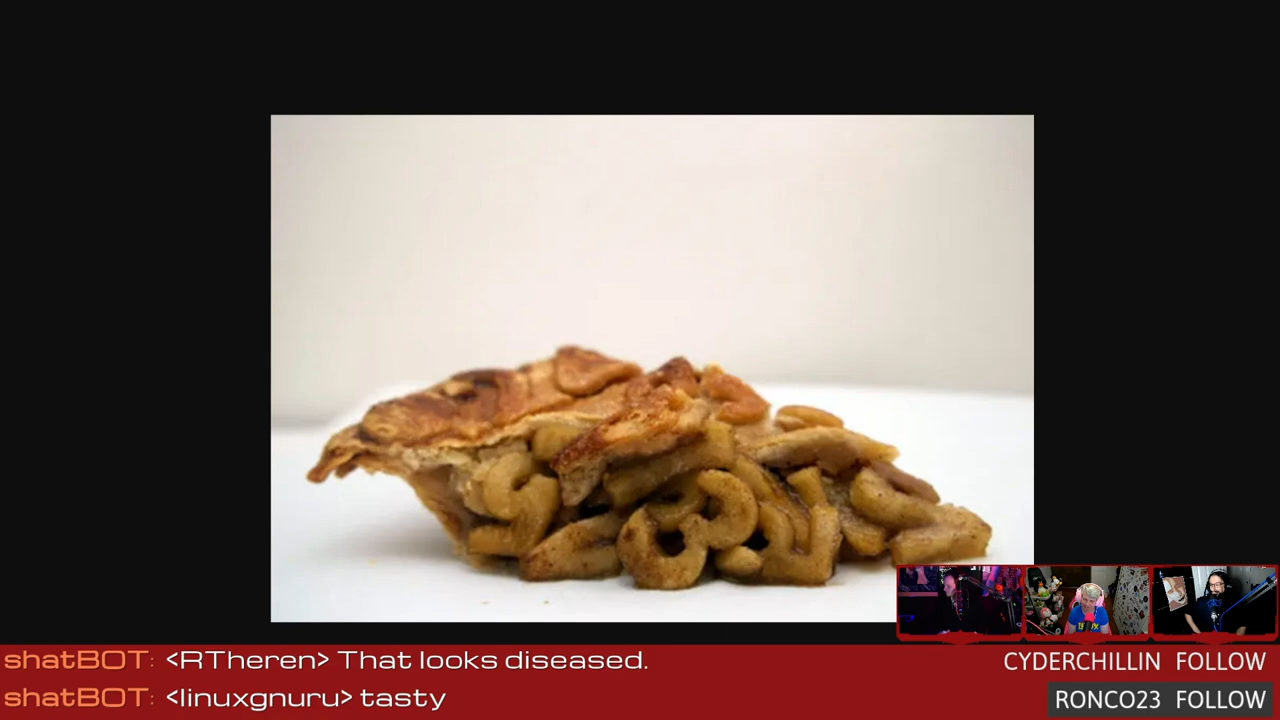 shatBOT: <RTheren> That looks diseased.
shatBOT: <linuxgnuru> tasty
CYDERCHILLIN FOLLOW
RONCO23 FOLLOW